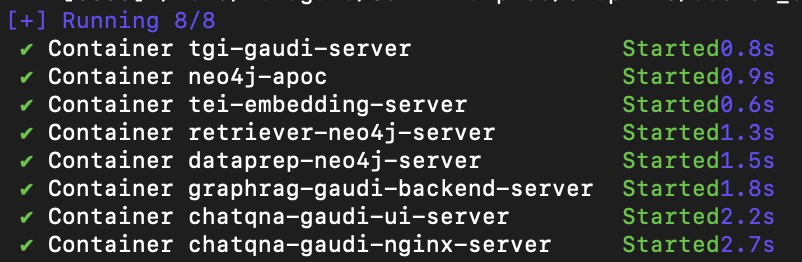 [+] Running 8/8
✔ Container tgi-gaudi-server Started0.8s
✔ Container neo4j-apoc Started0.9s
✔ Container tei-embedding-server Started0.6s
✔ Container retriever-neo4j-server Started1.3s
✔ Container dataprep-neo4j-server Started1.5s
✔ Container graphrag-gaudi-backend-server Started1.8s
✔ Container chatqna-gaudi-ui-server Started2.2s
✔ Container chatqna-gaudi-nginx-server Started2.7s